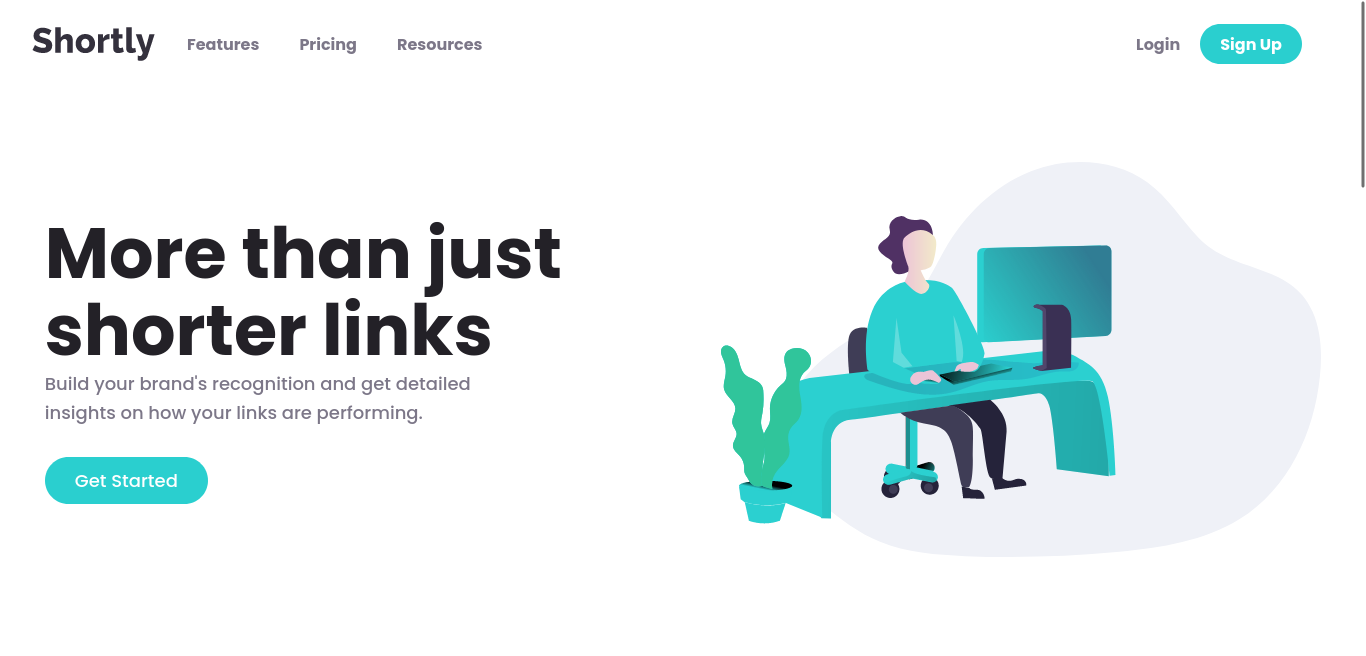 Shortly Features Pricing Resources Login Sign Up
More than just
shorter links
Build your brand's recognition and get detailed
insights on how your links are performing.
Get Started